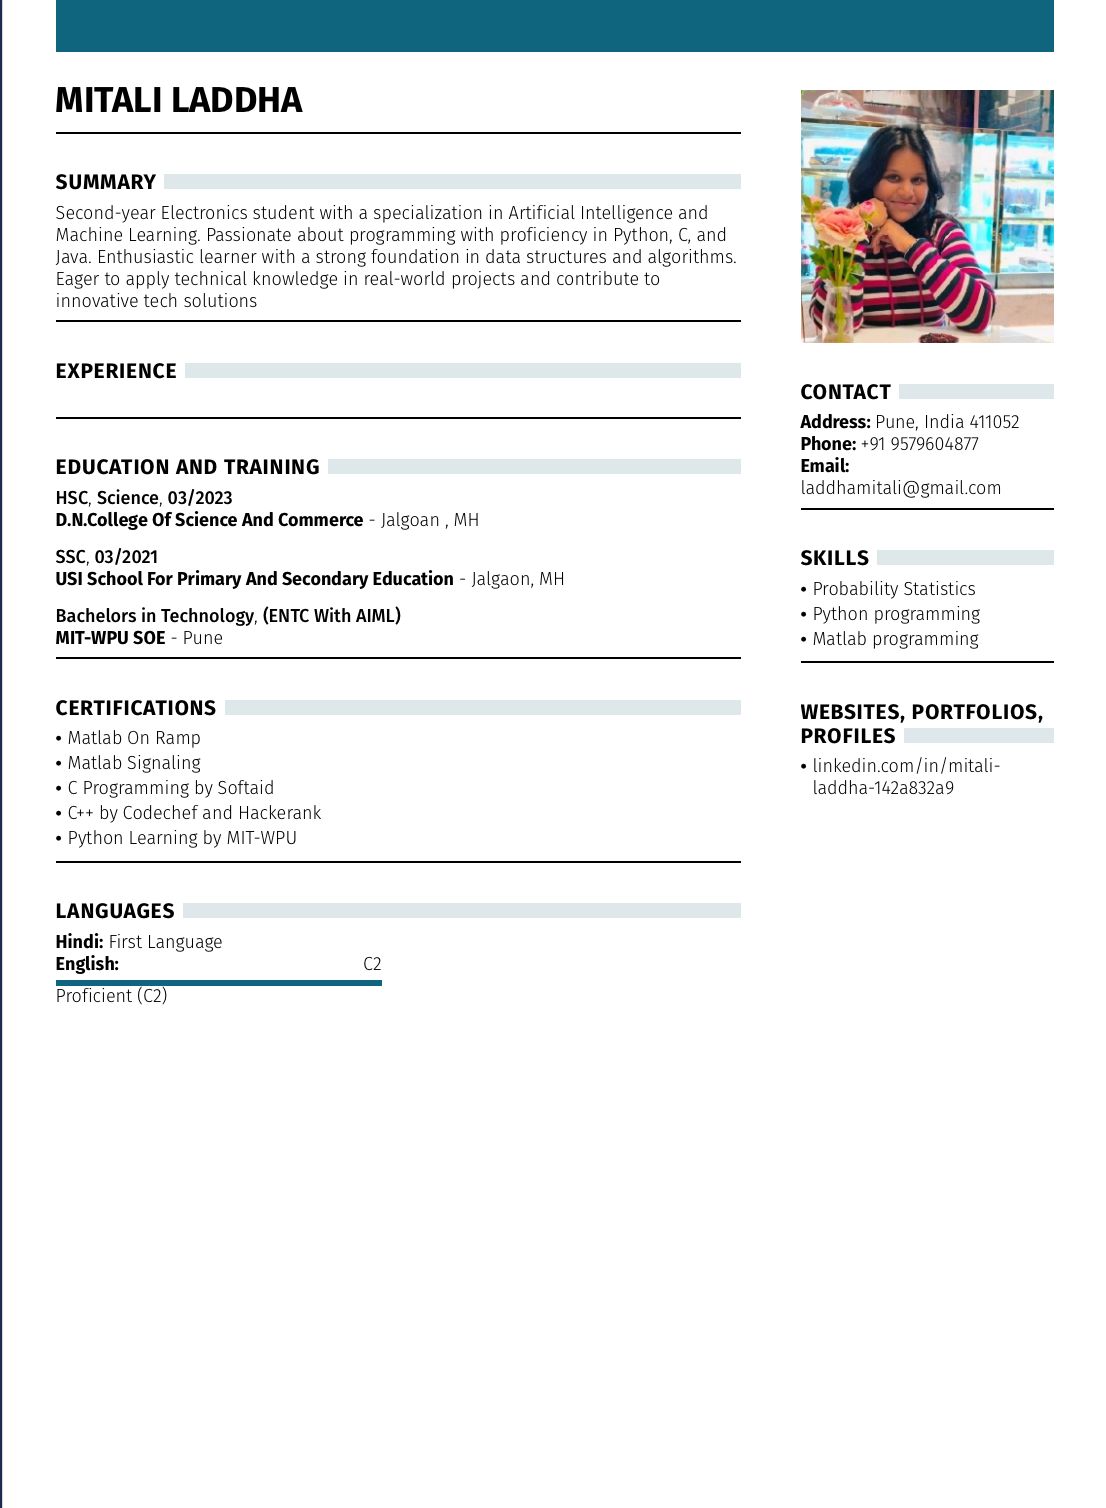 MITALI LADDHA
SUMMARY
Second-year Electronics student with a specialization in Artificial Intelligence and
Machine Learning. Passionate about programming with proficiency in Python, C, and
Java. Enthusiastic learner with a strong foundation in data structures and algorithms.
Eager to apply technical knowledge in real-world projects and contribute to
innovative tech solutions
EXPERIENCE
EDUCATION AND TRAINING
HSC, Science, 03/2023
D.N.College Of Science And Commerce - Jalgoan , MH
SSC, 03/2021
USI School For Primary And Secondary Education - Jalgaon, MH
Bachelors in Technology, (ENTC With AIML)
MIT-WPU SOE - Pune
CERTIFICATIONS
• Matlab On Ramp
• Matlab Signaling
• C Programming by Softaid
• C++ by Codechef and Hackerank
• Python Learning by MIT-WPU
LANGUAGES
Hindi: First Language
English: C2
Proficient (C2)
CONTACT
Address: Pune, India 411052
Phone: +91 9579604877
Email:
laddhamitali@gmail.com
SKILLS
• Probability Statistics
• Python programming
• Matlab programming
WEBSITES, PORTFOLIOS,
PROFILES
• linkedin.com/in/mitali-
laddha-142a832a9